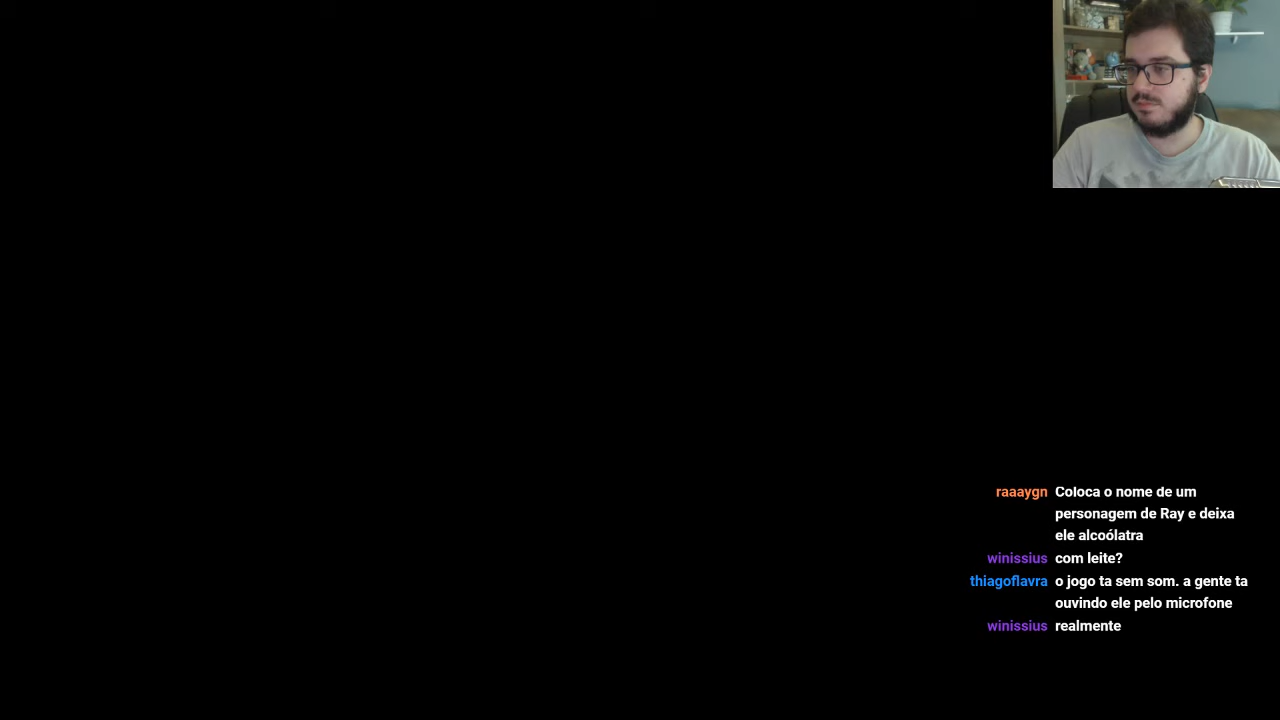 raaaygn Coloca o nome de um
personagem de Ray e deixa
ele alcoólatra
winissius com leite?
thiagoflavra o jogo ta sem som. a gente ta
ouvindo ele pelo microfone
winissius realmente